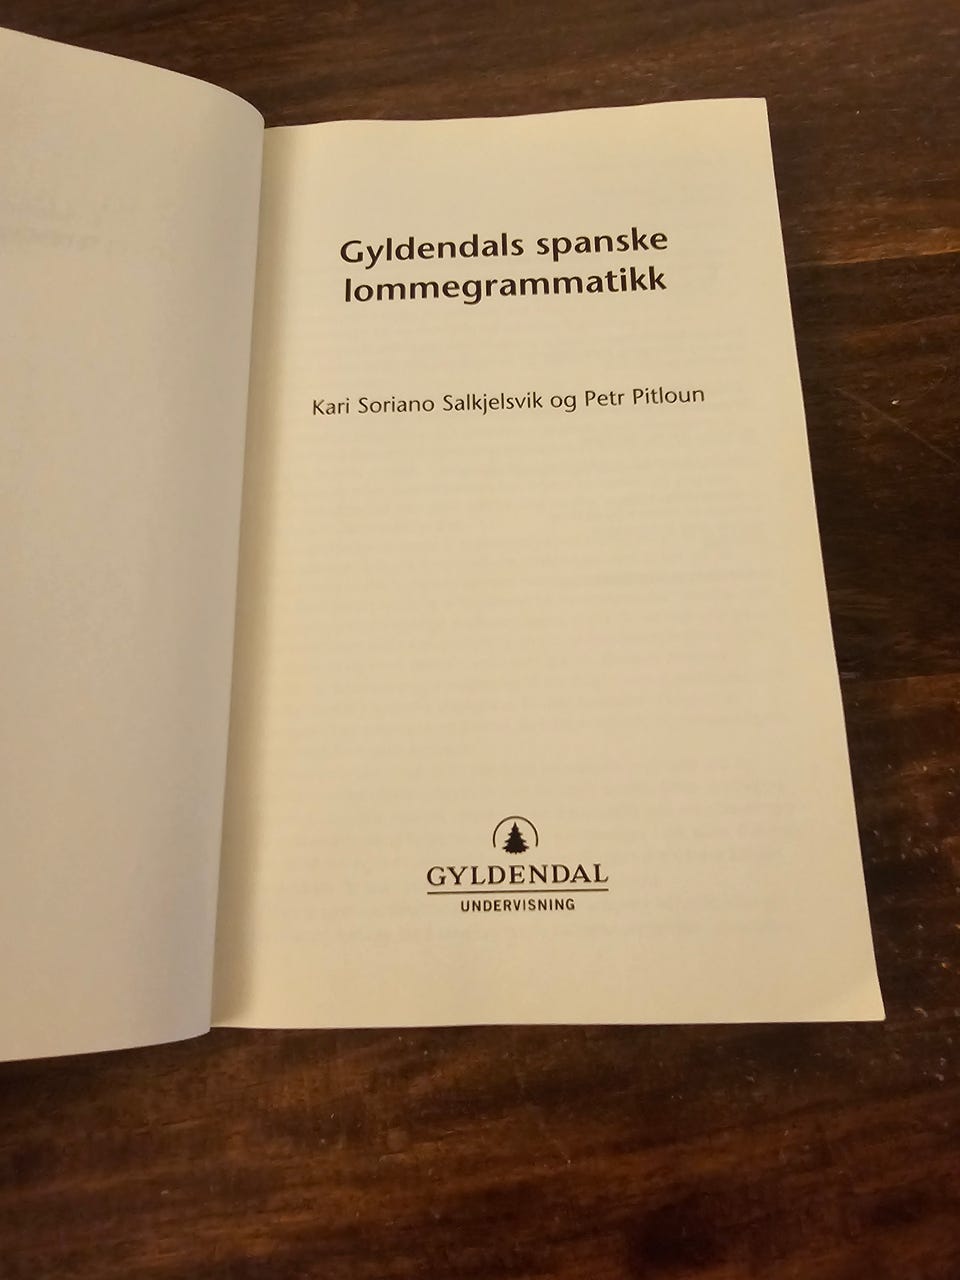 Gyldendals spanske
lommegrammatikk
Kari Soriano Salkjelsvik og Petr Pitloun
GYLDENDAL
UNDERVISNING